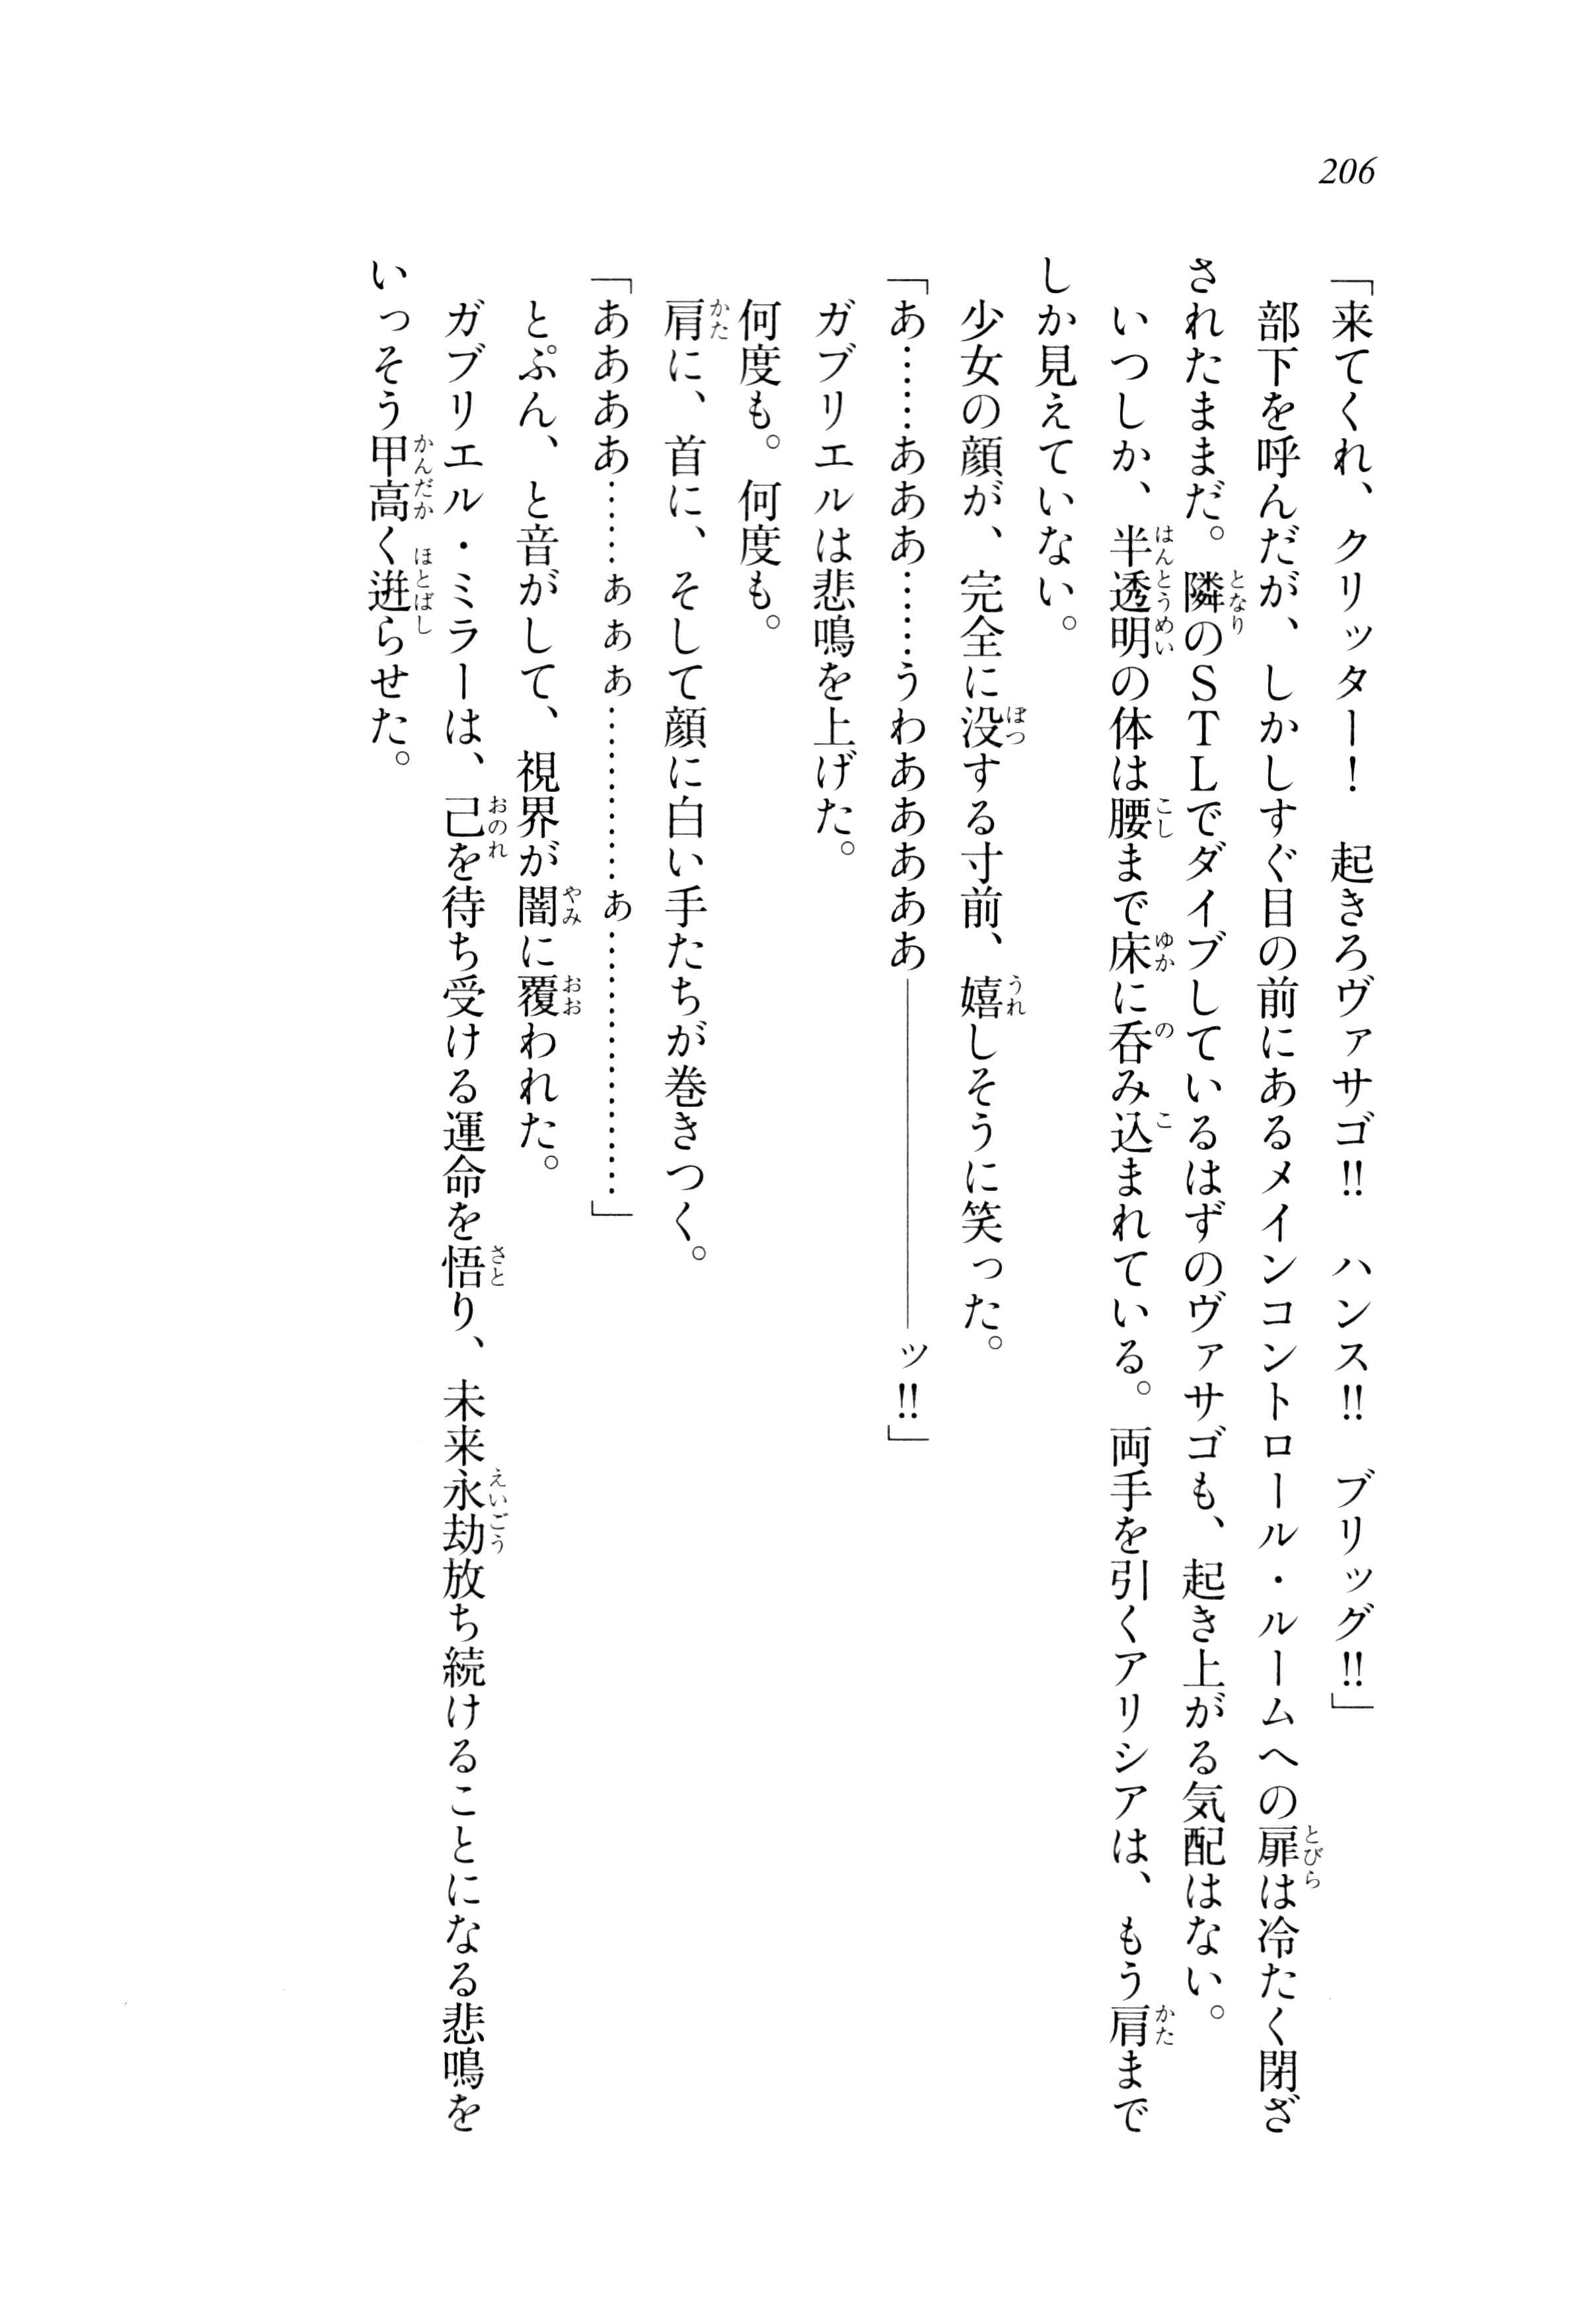 206
「来てくれ、クリッター！　起きろヴァサゴ!!　ハンス!!　ブリッグ!!」
　部下を呼んだが、しかしすぐ目の前にあるメインコントロール・ルームへの扉は冷たく閉ざ
されたままだ。隣のSTLでダイブしているはずのヴァサゴも、起き上がる気配はない。
　いつしか、半透明の体は腰まで床に呑み込まれている。両手を引くアリシアは、もう肩まで
しか見えていない。
　少女の顔が、完全に没する寸前、嬉しそうに笑った。
「あ……あああ……うわあああああ────────ッ!!」
　ガブリエルは悲鳴を上げた。
　何度も。何度も。
　肩に、首に、そして顔に白い手たちが巻きつく。
「ああああ……ぁぁぁ…………ぁ………………」
　とぷん、と音がして、視界が闇に覆われた。
　ガブリエル・ミラーは、己を待ち受ける運命を悟り、未来永劫放ち続けることになる悲鳴を
いっそう甲高く迸らせた。